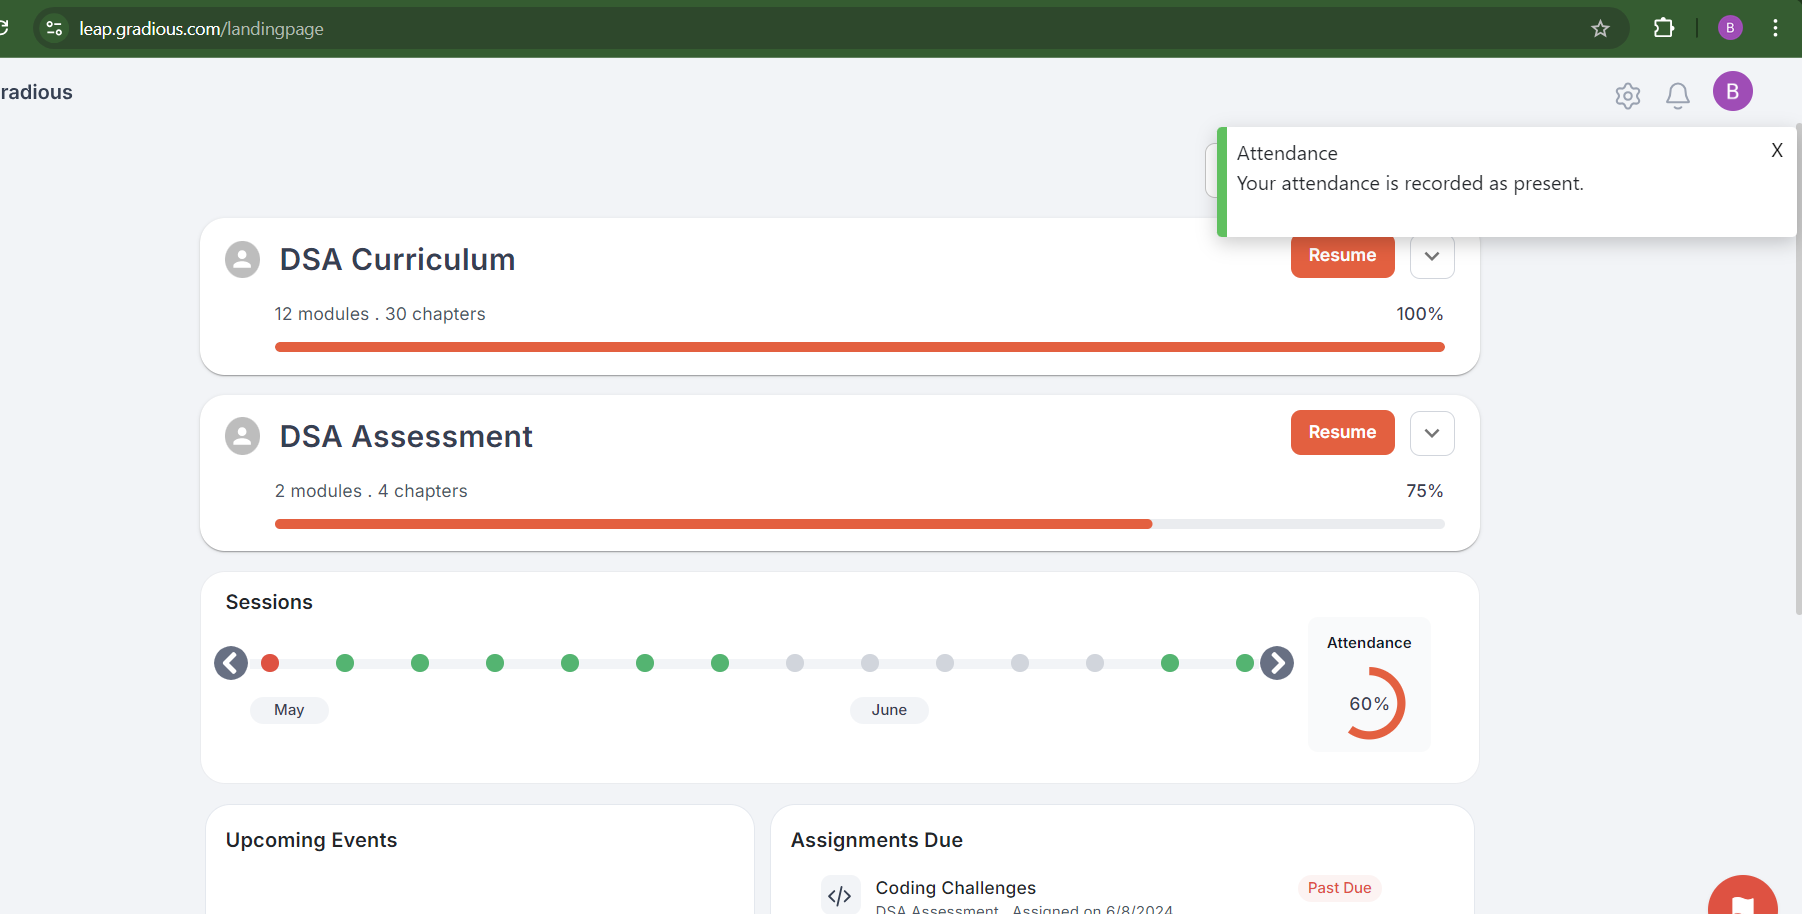 leap.gradious.com/landingpage
B
radious
B
Attendance
X
Your attendance is recorded as present.
DSA Curriculum
Resume
12 modules . 30 chapters
100%
DSA Assessment
Resume
2 modules . 4 chapters
75%
Sessions
Attendance
60%
May
June
Upcoming Events
Assignments Due
Coding Challenges
Past Due
DSA Assessment . Assigned on 6/8/2024